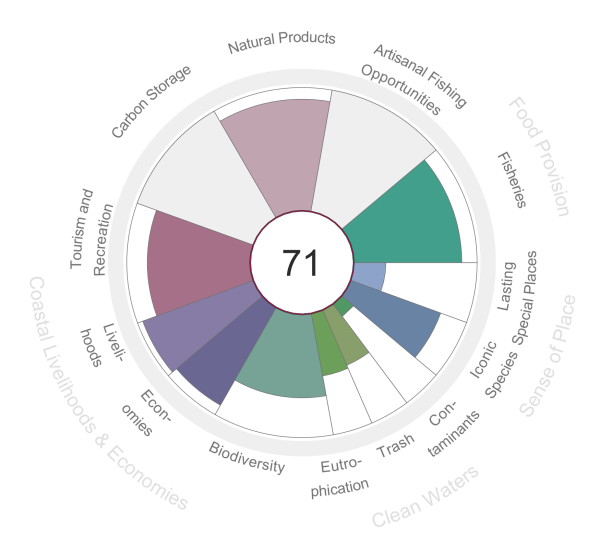 Natural Products
Artisanal Fishing
Opportunities
Carbon Storage
Food Provision
Fisheries
Tourism and
Recreation
71
Lasting
Special Places
Sense of Place
Iconic
Species
Coastal Livelihoods & Economies
Liveli-
hoods
Econ-
omies
Con-
taminants
Trash
Biodiversity
Eutro-
phication
Clean Waters